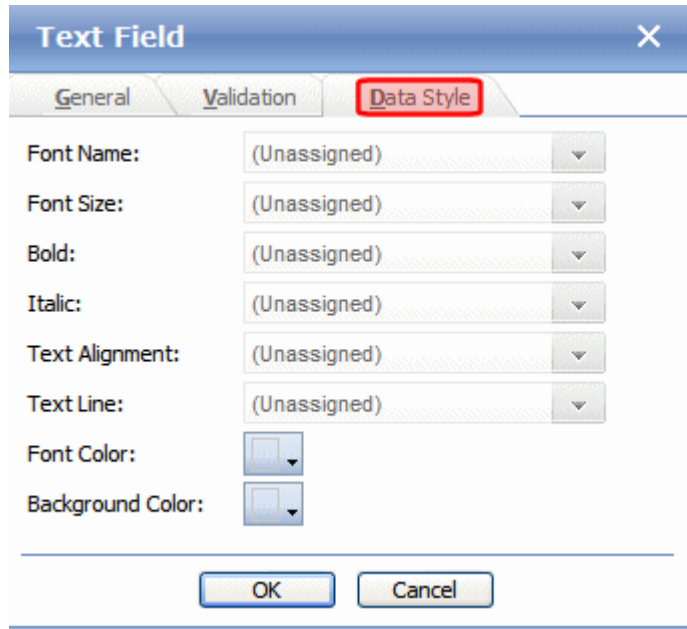 Text Field
General Validation Data Style
Font Name: (Unassigned)
Font Size: (Unassigned)
Bold: (Unassigned)
Italic: (Unassigned)
Text Alignment: (Unassigned)
Text Line: (Unassigned)
Font Color:
Background Color:
OK Cancel